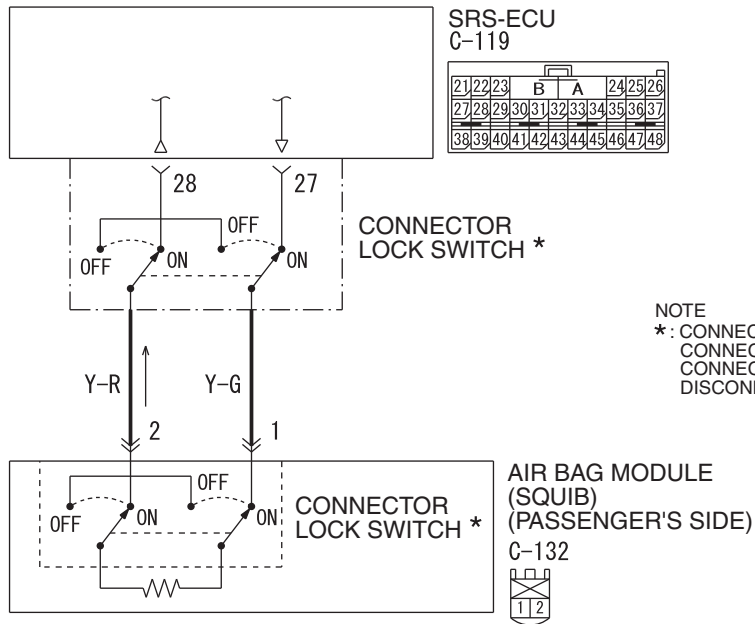 SRS-ECU
C-119
21 22 23 B A 24 25 26
27 28 29 30 31 32 33 34 35 36 37
38 39 40 41 42 43 44 45 46 47 48
28 27
OFF
OFF ON ON
CONNECTOR
LOCK SWITCH *
NOTE
* : CONNEC
CONNEC
CONNEC
DISCON
Y-R Y-G
2 1
OFF
OFF ON ON
CONNECTOR
LOCK SWITCH *
AIR BAG MODULE
(SQUIB)
(PASSENGER'S SIDE)
C-132
1 2